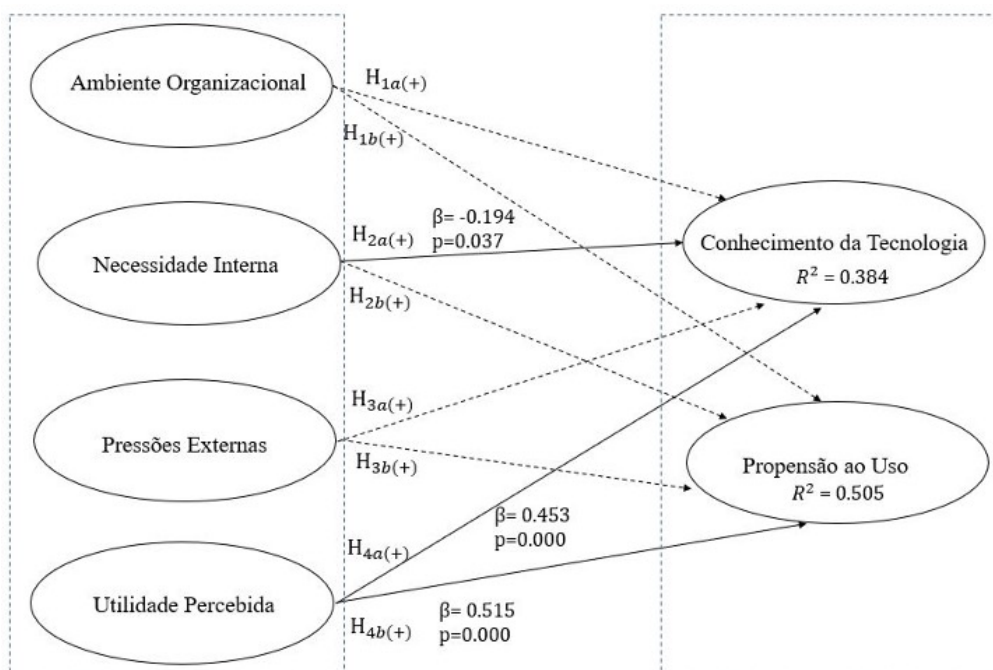 Ambiente Organizacional
H1a(+)
H1b(+)
Necessidade Interna
H2a(+)
β= -0.194
p=0.037
H2b(+)
Conhecimento da Tecnologia
R² = 0.384
Pressões Externas
H3a(+)
H3b(+)
Propensão ao Uso
R² = 0.505
Utilidade Percebida
H4a(+)
β= 0.453
p=0.000
H4b(+)
β= 0.515
p=0.000